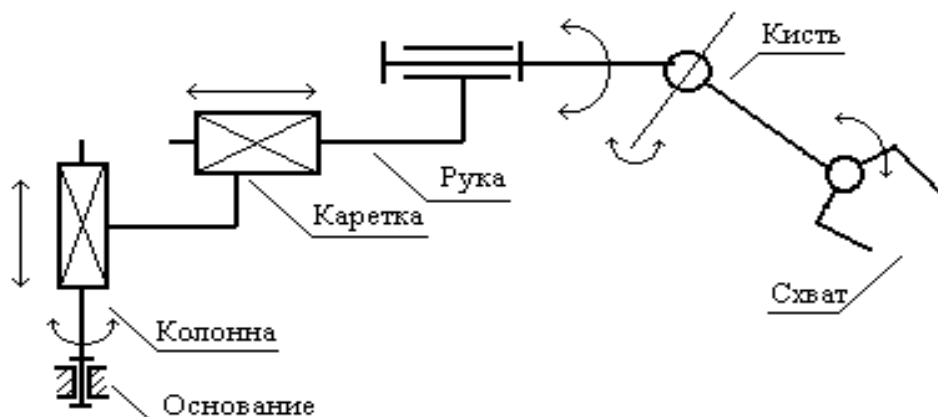 Кисть
Рука
Каретка
Схват
Колонна
Основание